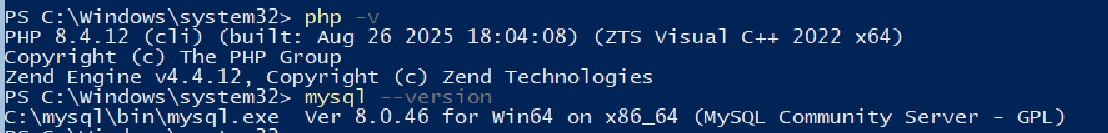 PS C:\Windows\system32> php -v
PHP 8.4.12 (cli) (built: Aug 26 2025 18:04:08) (ZTS Visual C++ 2022 x64)
Copyright (c) The PHP Group
Zend Engine v4.4.12, Copyright (c) Zend Technologies
PS C:\Windows\system32> mysql --version
C:\mysql\bin\mysql.exe  Ver 8.0.46 for Win64 on x86_64 (MySQL Community Server - GPL)